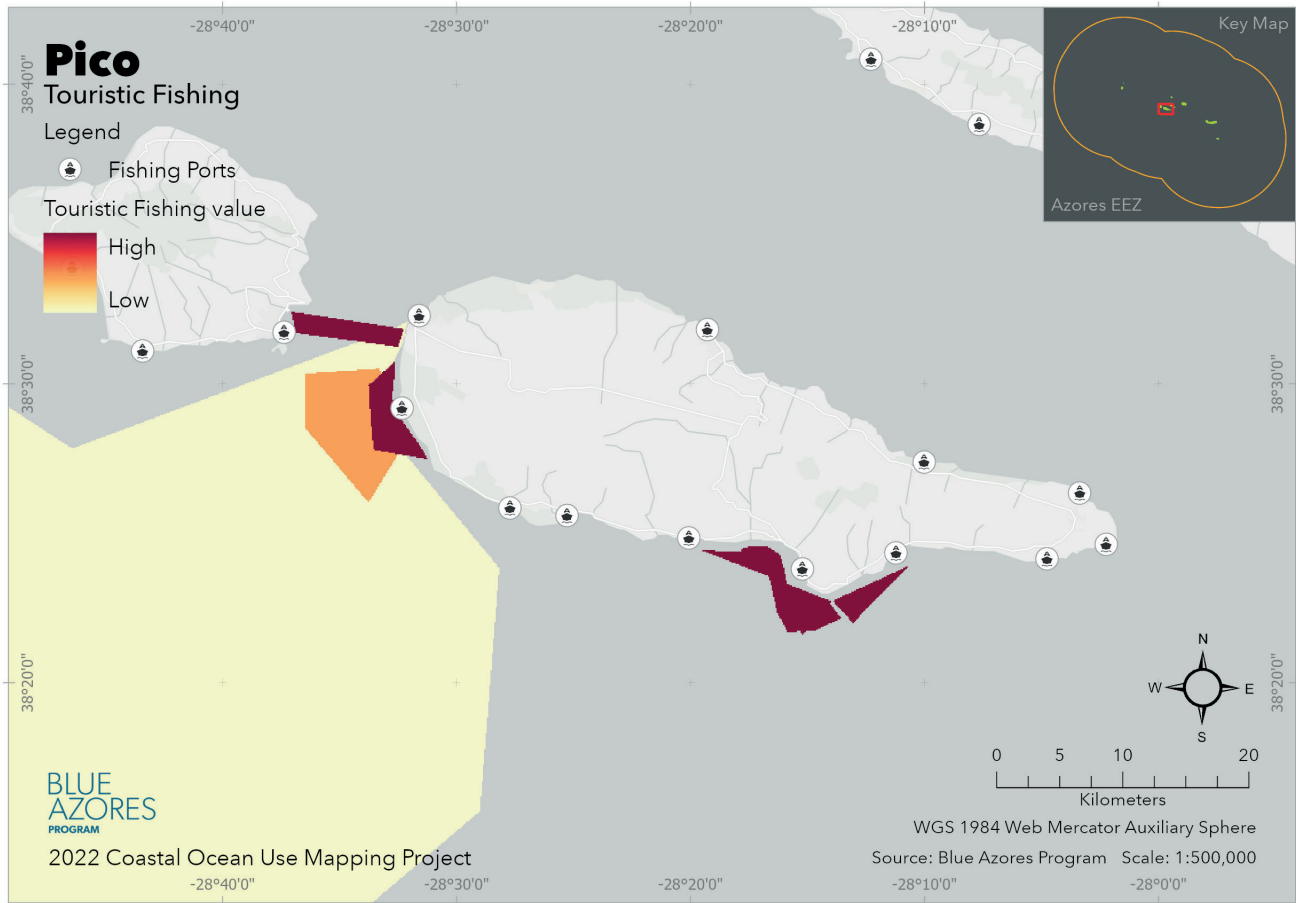 -28°40'0"
-28°30'0"
-28°20'0"
-28°10'0"
Key Map
Azores EEZ
Pico
Touristic Fishing
Legend
Fishing Ports
Touristic Fishing value
High
Low
38°40'0"
38°30'0"
38°30'0"
38°20'0"
38°20'0"
N
W
E
S
0 5 10 20
Kilometers
WGS 1984 Web Mercator Auxiliary Sphere
Source: Blue Azores Program Scale: 1:500,000
BLUE
AZORES
PROGRAM
2022 Coastal Ocean Use Mapping Project
-28°40'0"
-28°30'0"
-28°20'0"
-28°10'0"
-28°0'0"